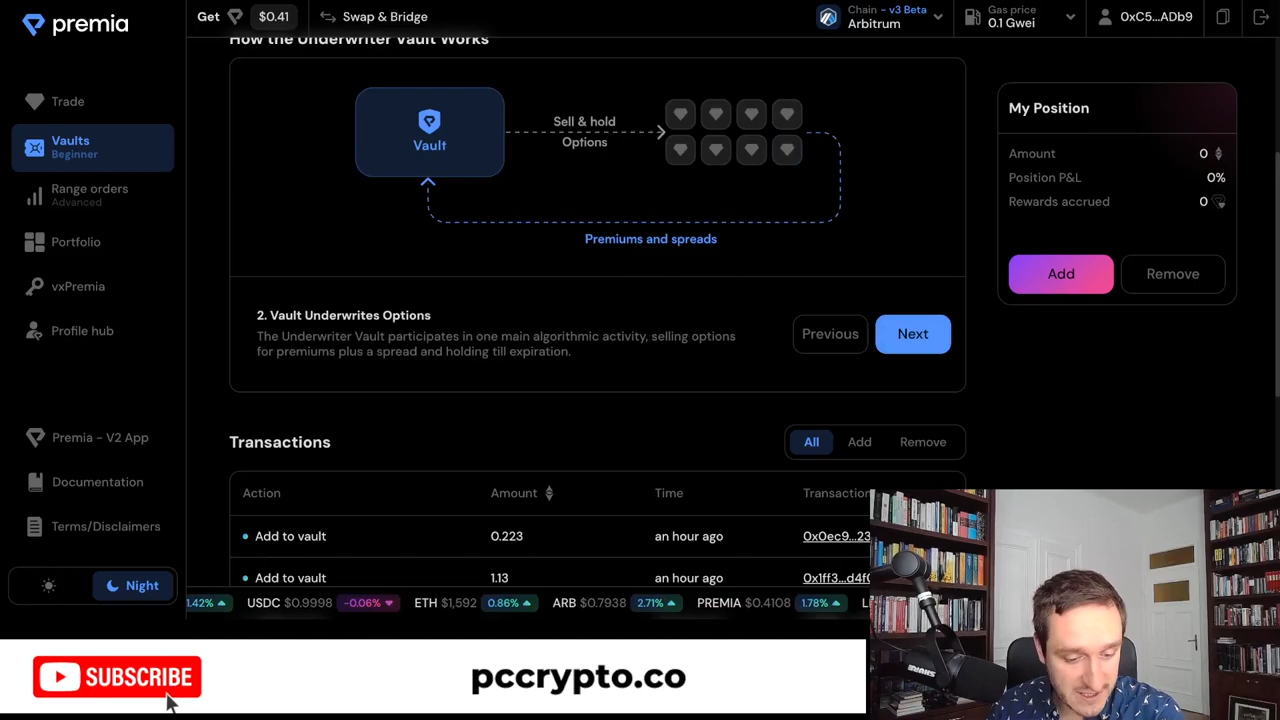 premia
Get $0.41 Swap & Bridge
Chain - v3 Beta
Arbitrum
Gas price
0.1 Gwei
0xC5...ADb9
How the Underwriter Vault Works
Trade
Vaults
Beginner
Range orders
Advanced
Portfolio
vxPremia
Profile hub
Premia - V2 App
Documentation
Terms/Disclaimers
Night
Vault
Sell & hold
Options
Premiums and spreads
2. Vault Underwrites Options
The Underwriter Vault participates in one main algorithmic activity, selling options
for premiums plus a spread and holding till expiration.
Previous
Next
My Position
Amount 0
Position P&L 0%
Rewards accrued 0
Add
Remove
Transactions
All Add Remove
Action Amount Time
Add to vault 0.223 an hour ago 0x0ec9...23
Add to vault 1.13 an hour ago 0x1ff3...d4f
1.42% USDC $0.9998 -0.06% ETH $1,592 0.86% ARB $0.7938 2.71% PREMIA $0.4108 1.78%
SUBSCRIBE
pccrypto.co